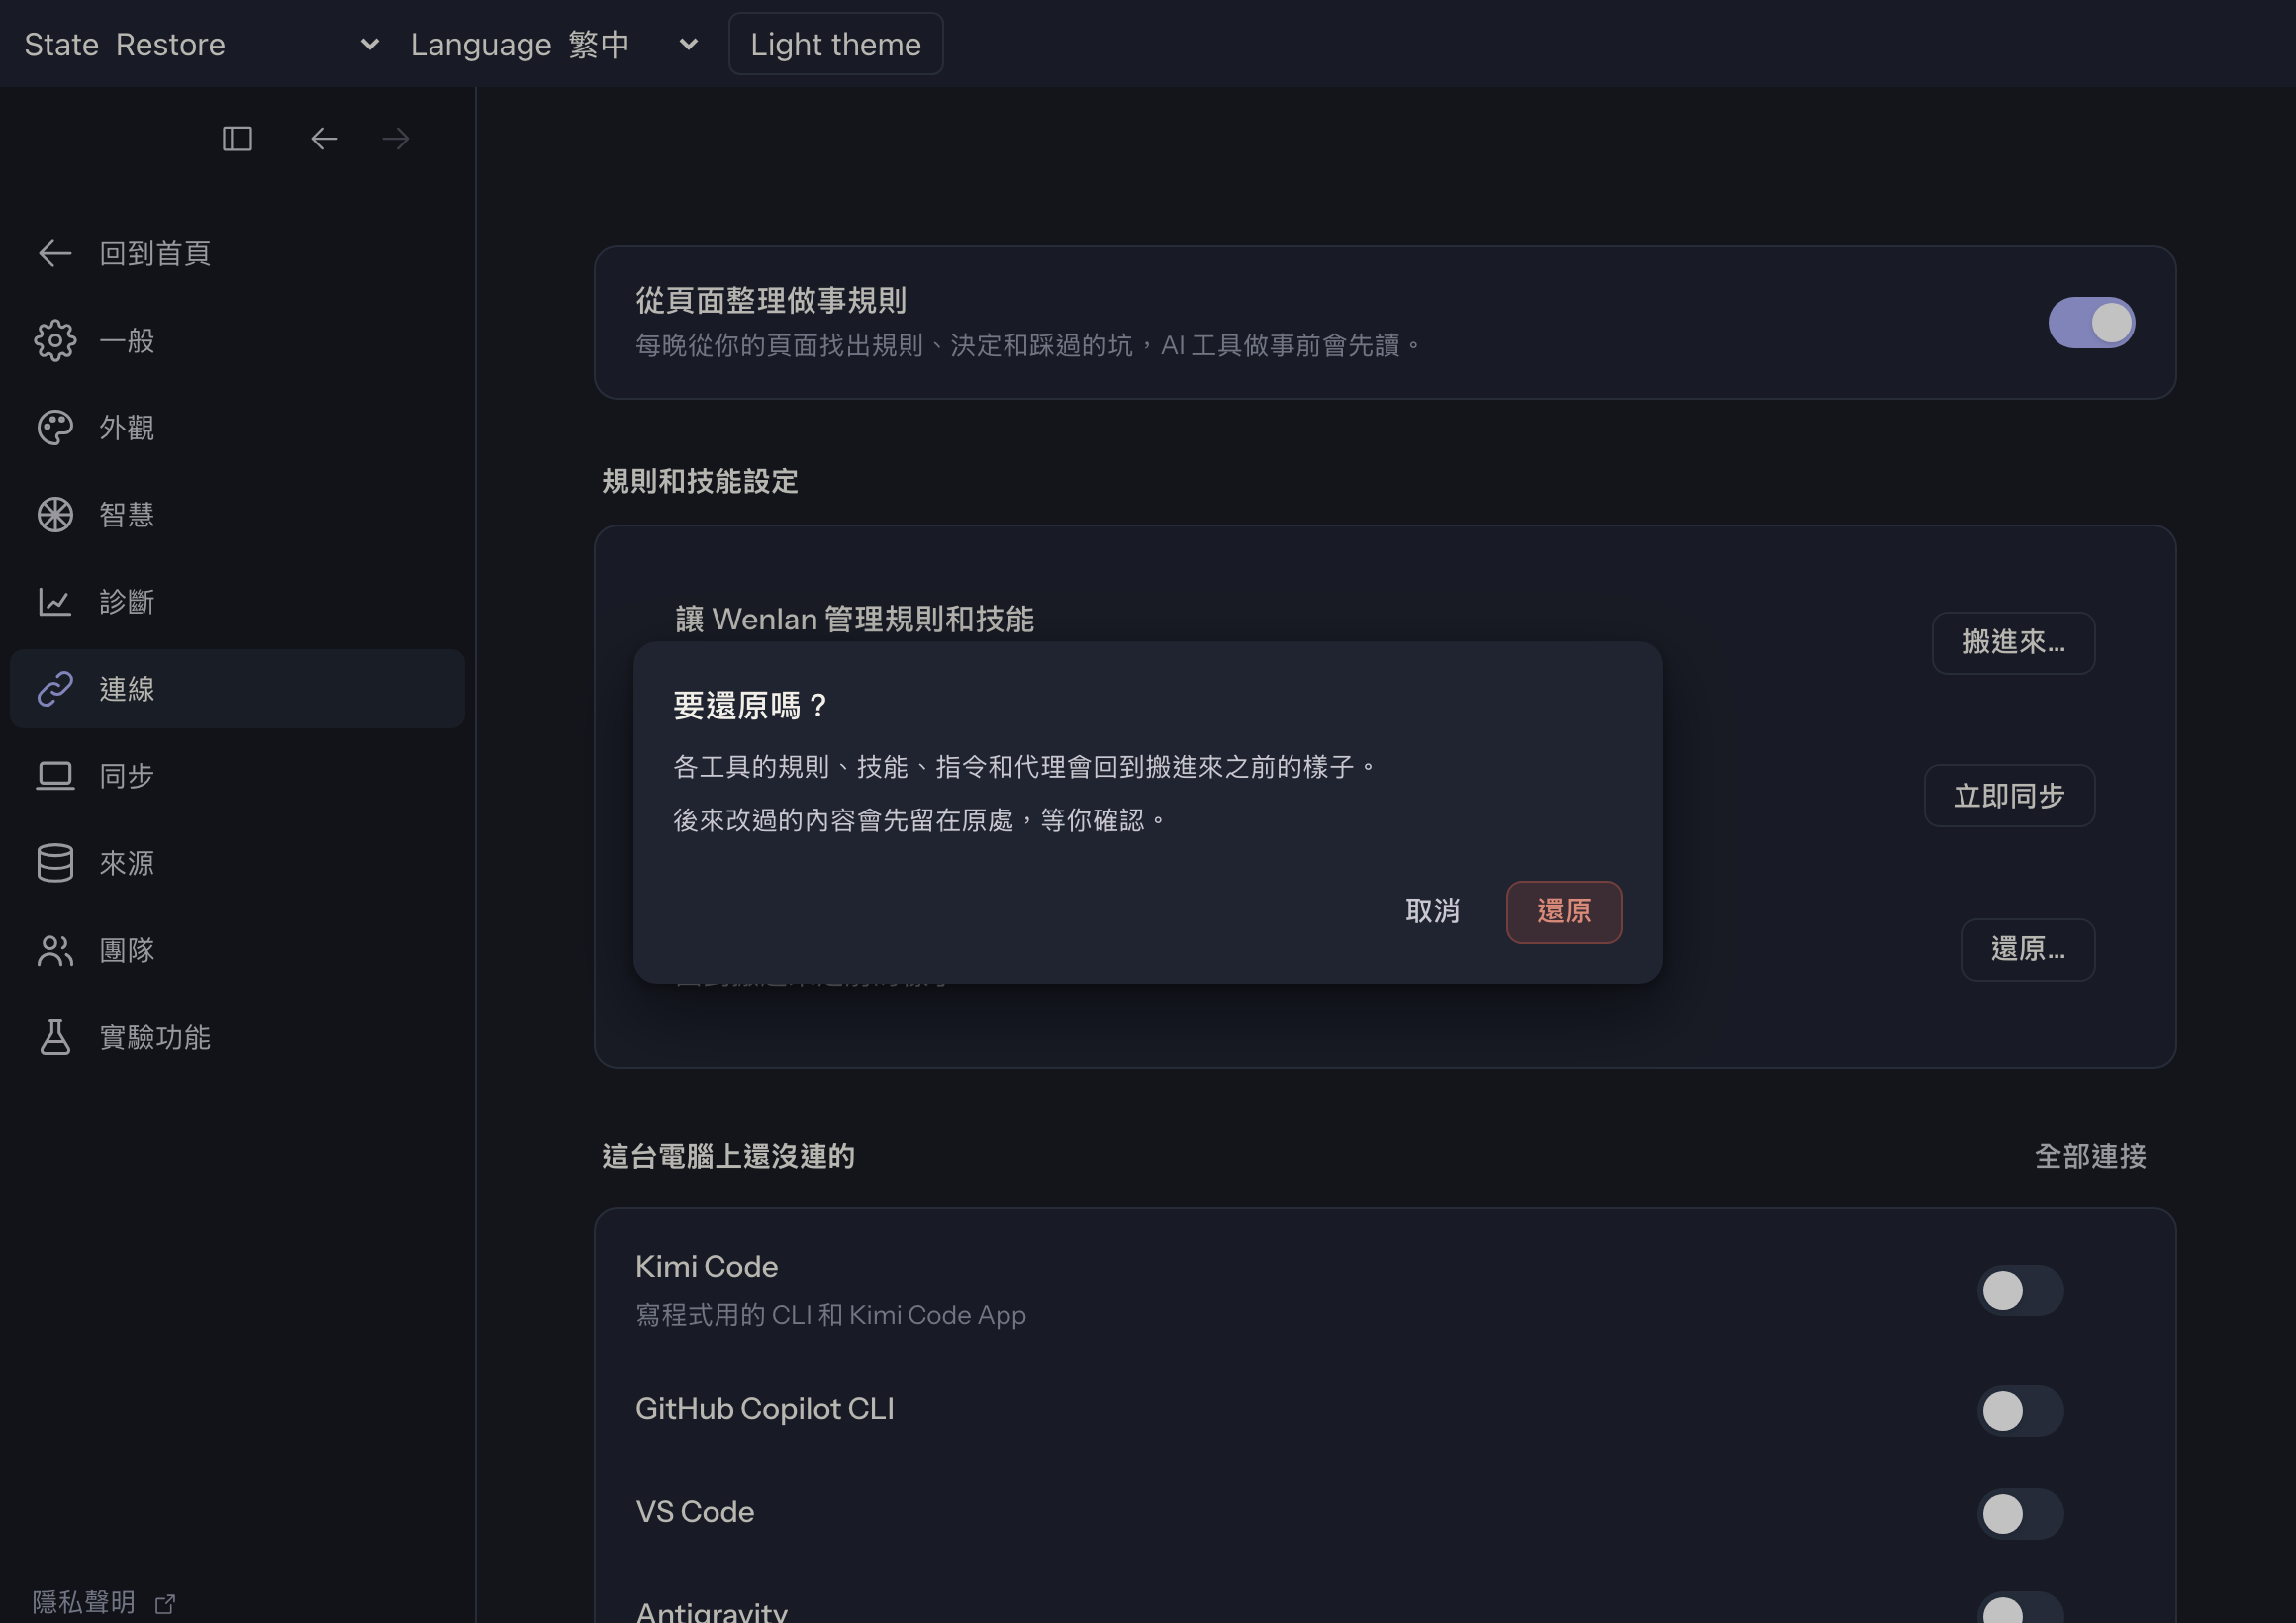 State Restore
Language 繁中
Light theme
回到首頁
一般
外觀
智慧
診斷
連線
同步
來源
團隊
實驗功能
隱私聲明
從頁面整理做事規則
每晚從你的頁面找出規則、決定和踩過的坑，AI 工具做事前會先讀。
規則和技能設定
讓 Wenlan 管理規則和技能
搬進來...
立即同步
還原...
要還原嗎？
各工具的規則、技能、指令和代理會回到搬進來之前的樣子。
後來改過的內容會先留在原處，等你確認。
取消
還原
這台電腦上還沒連的
全部連接
Kimi Code
寫程式用的 CLI 和 Kimi Code App
GitHub Copilot CLI
VS Code
Antigravity